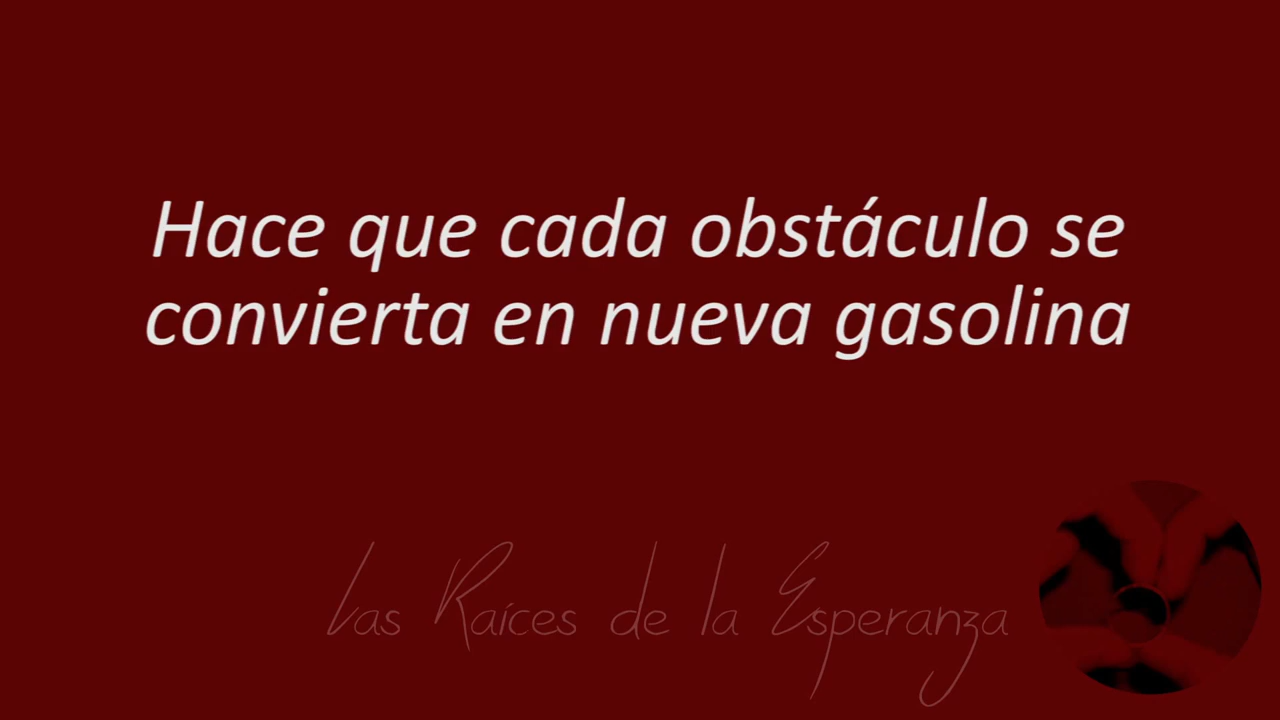 Hace que cada obstáculo se
convierta en nueva gasolina
Las Raíces de la Esperanza